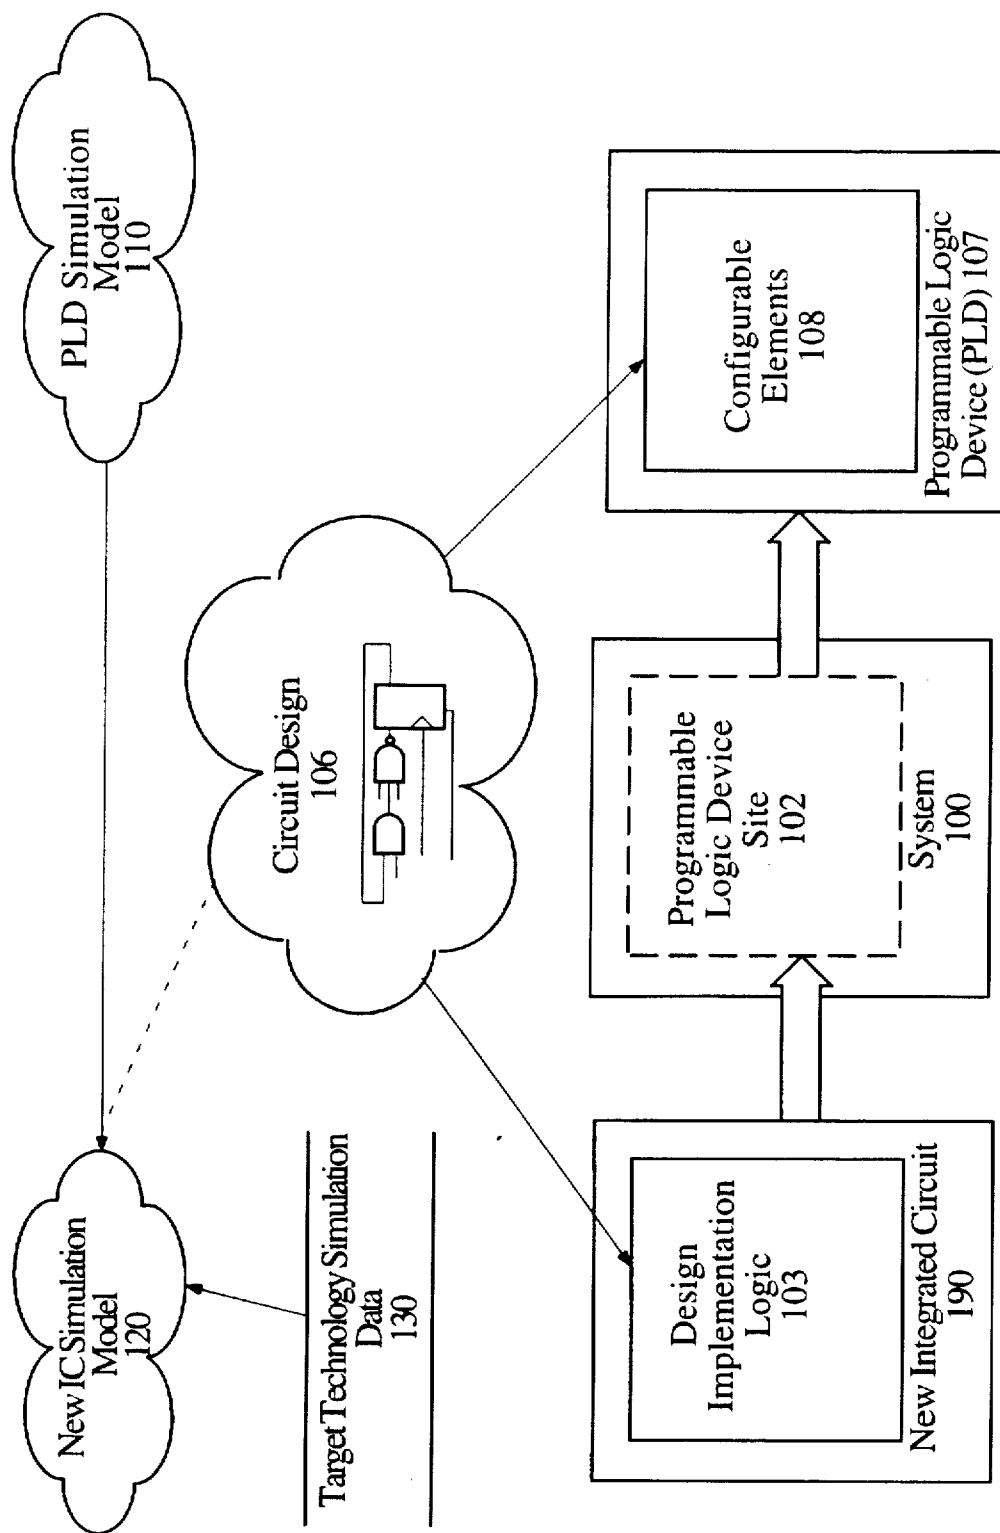 New IC Simulation
Model
120
PLD Simulation
Model
110
Target Technology Simulation
Data
130
Circuit Design
106
Design
Implementation
Logic
103
New Integrated Circuit
190
Programmable
Logic Device
Site
102
System
100
Configurable
Elements
108
Programmable Logic
Device (PLD) 107